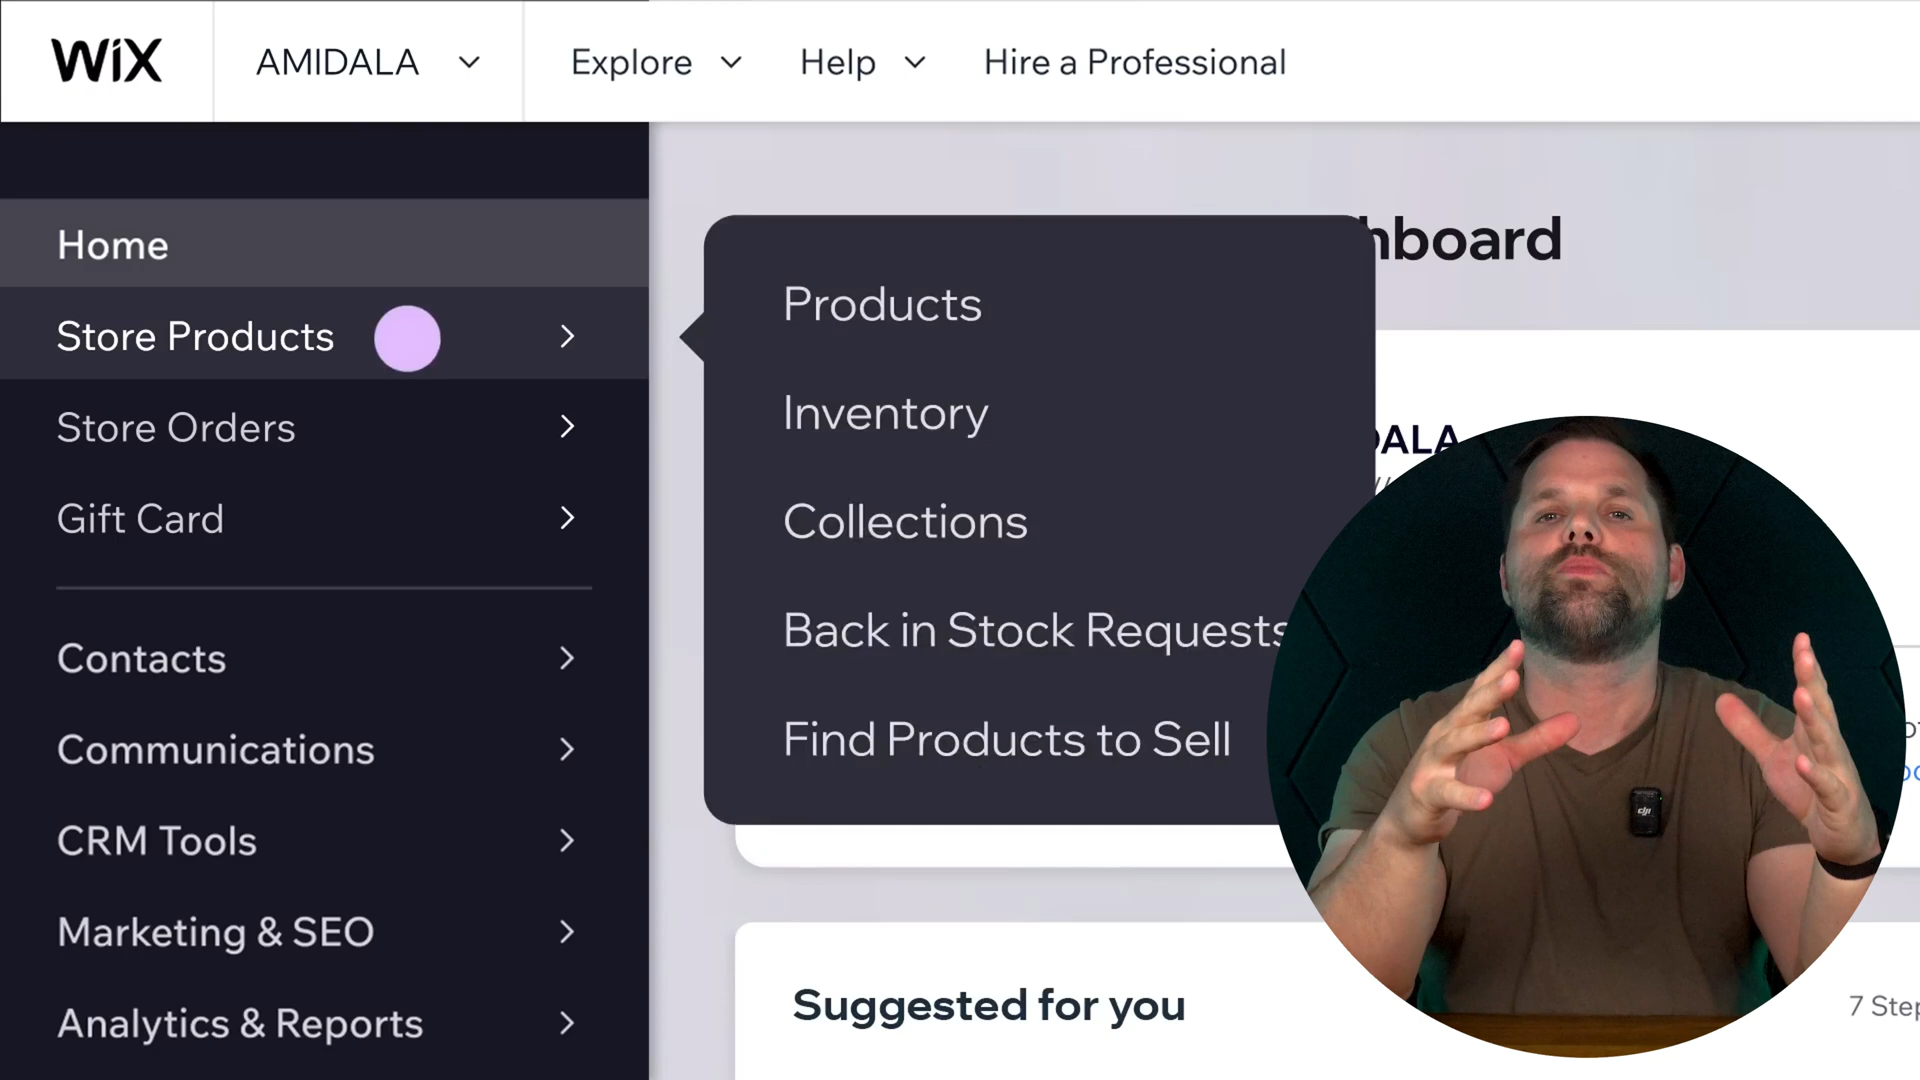 WiX
AMIDALA
Explore
Help
Hire a Professional
Home
Store Products
Store Orders
Gift Card
Contacts
Communications
CRM Tools
Marketing & SEO
Analytics & Reports
Products
Inventory
Collections
Back in Stock Requests
Find Products to Sell
hboard
DALA
Suggested for you
7 Step
dji